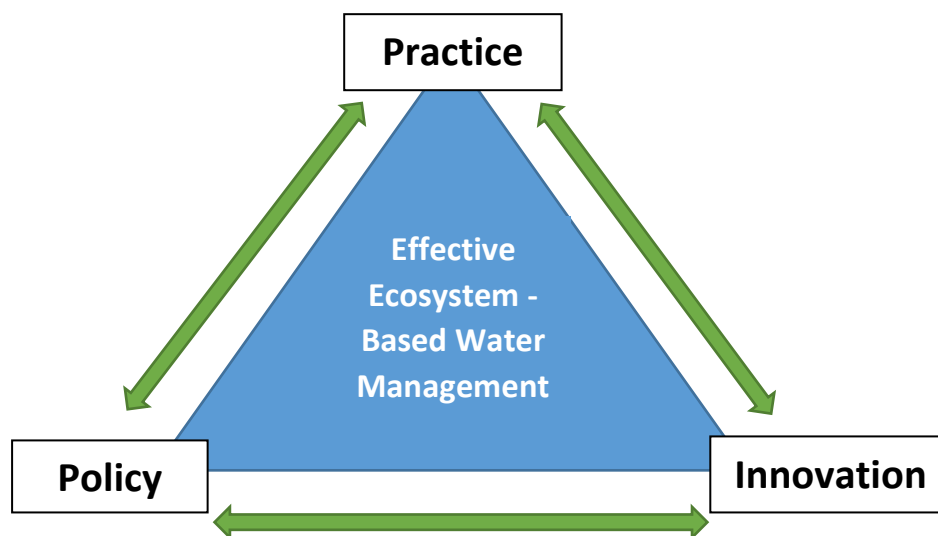 Practice
Effective
Ecosystem -
Based Water
Management
Policy
Innovation